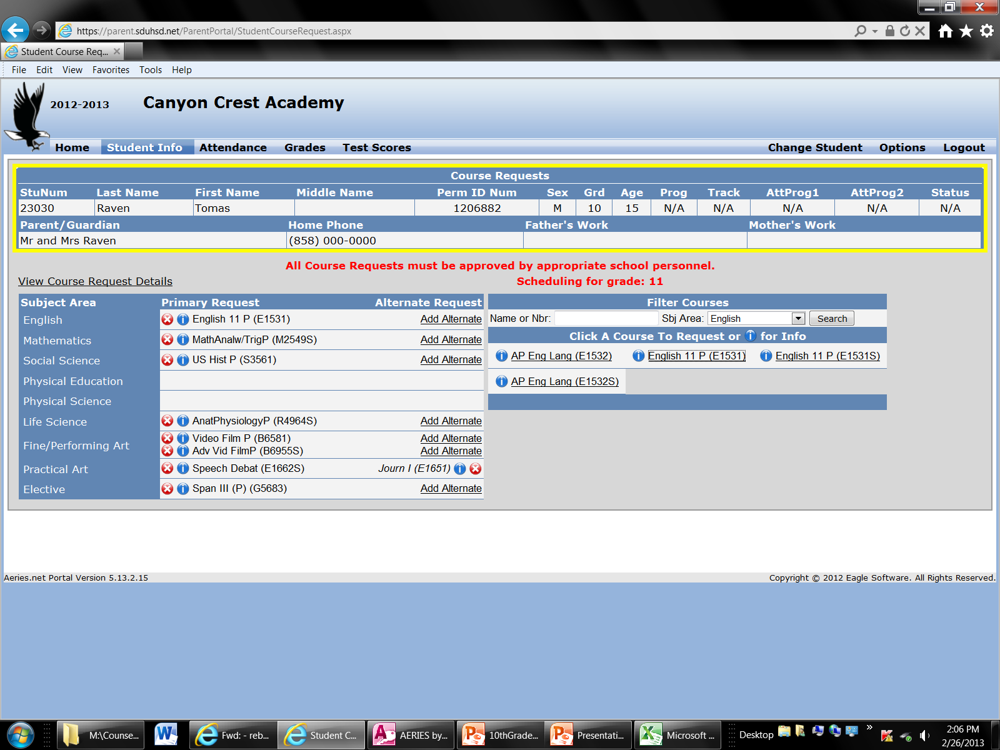 https://parent.sduhsd.net/ParentPortal/StudentCourseRequest.aspx
Student Course Req...
File Edit View Favorites Tools Help
2012-2013 Canyon Crest Academy
Home Student Info Attendance Grades Test Scores Change Student Options Logout
Course Requests
StuNum Last Name First Name Middle Name Perm ID Num Sex Grd Age Prog Track AttProg1 AttProg2 Status
23030 Raven Tomas 1206882 M 10 15 N/A N/A N/A N/A N/A
Parent/Guardian Home Phone Father's Work Mother's Work
Mr and Mrs Raven (858) 000-0000
All Course Requests must be approved by appropriate school personnel.
View Course Request Details Scheduling for grade: 11
Subject Area Primary Request Alternate Request
English English 11 P (E1531) Add Alternate
Mathematics MathAnalw/TrigP (M2549S) Add Alternate
Social Science US Hist P (S3561) Add Alternate
Physical Education
Physical Science
Life Science AnatPhysiologyP (R4964S) Add Alternate
Fine/Performing Art Video Film P (B6581) Add Alternate
Adv Vid FilmP (B6955S) Add Alternate
Practical Art Speech Debat (E1662S) Journ I (E1651)
Elective Span III (P) (G5683) Add Alternate
Filter Courses
Name or Nbr: Sbj Area: English Search
Click A Course To Request or i for Info
AP Eng Lang (E1532) English 11 P (E1531) English 11 P (E1531S)
AP Eng Lang (E1532S)
Aeries.net Portal Version 5.13.2.15 Copyright © 2012 Eagle Software. All Rights Reserved.
M:\Counse... Fwd: - reb... Student C... AERIES by... 10thGrade... Presentati... Microsoft ... Desktop » 2:06 PM
2/26/2013